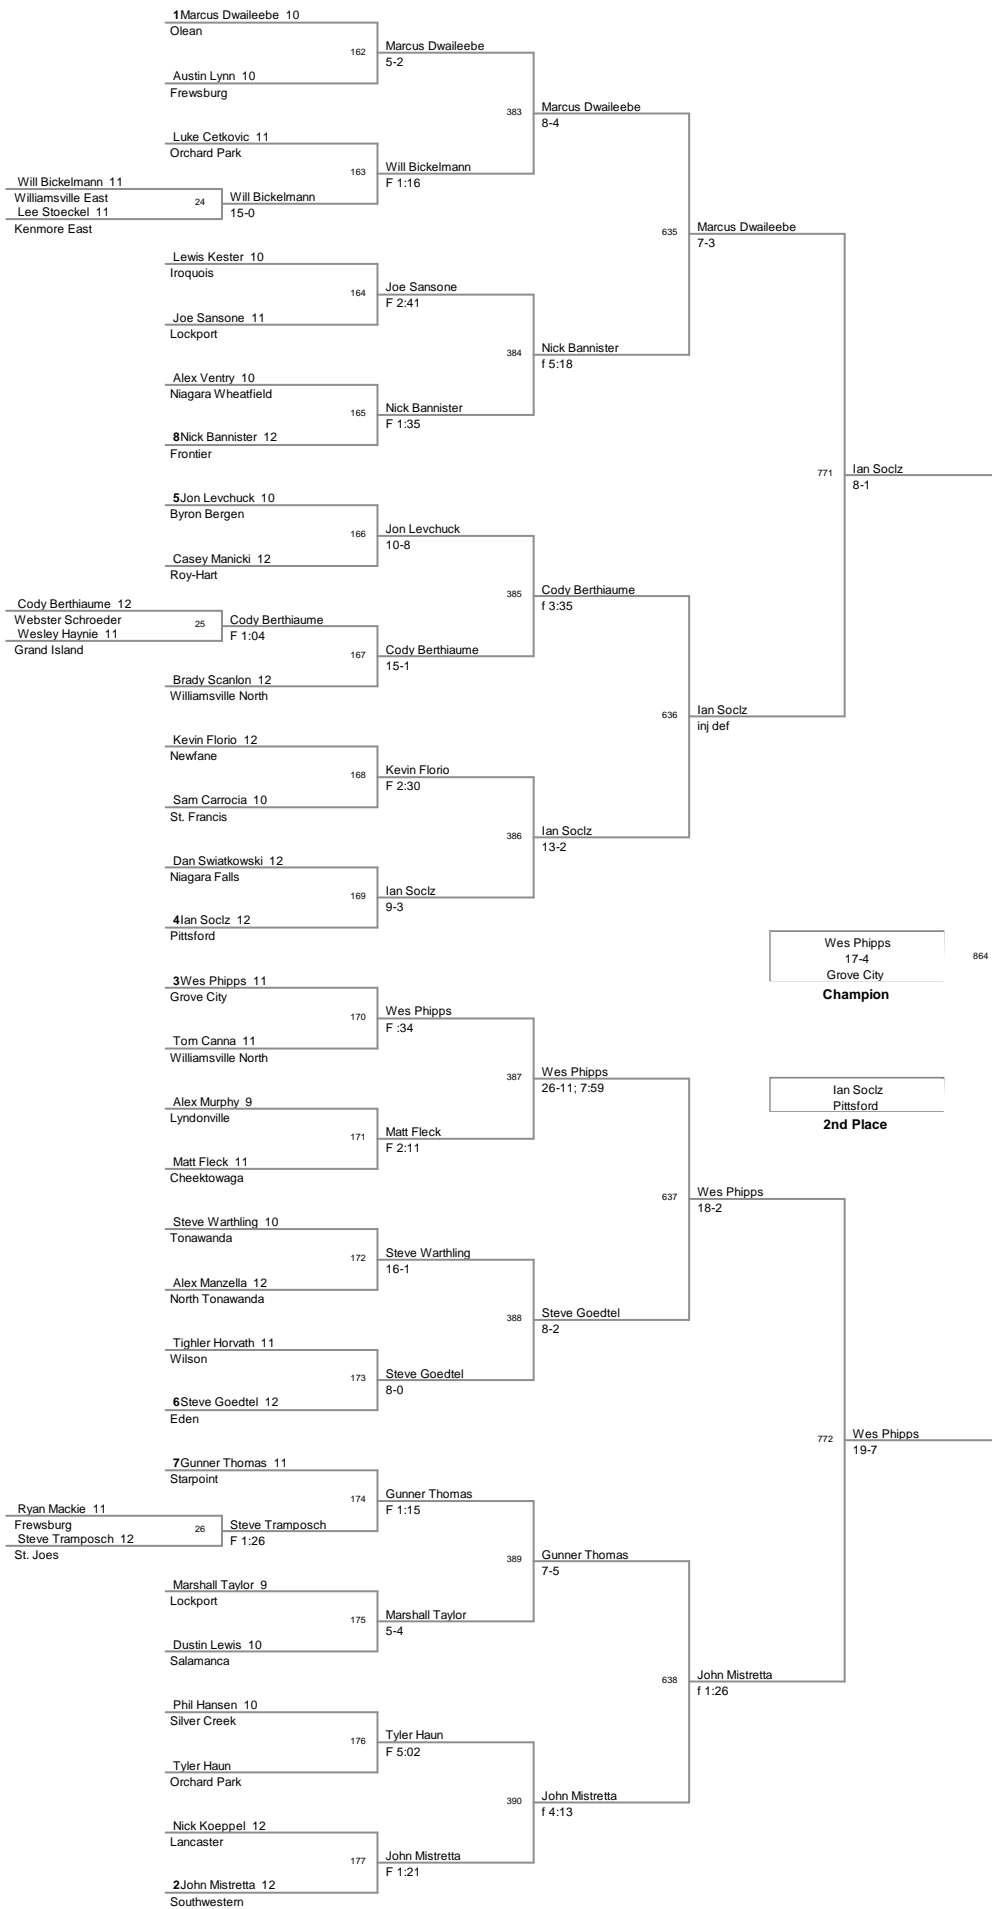 1Marcus Dwaileebe 10
Olean
162
Marcus Dwaileebe
5-2
Austin Lynn 10
Frewsburg
383
Marcus Dwaileebe
8-4
Luke Cetkovic 11
Orchard Park
163
Will Bickelmann
F 1:16
Will Bickelmann 11
Williamsville East
24
Will Bickelmann
15-0
Lee Stoeckel 11
Kenmore East
635
Marcus Dwaileebe
7-3
Lewis Kester 10
Iroquois
164
Joe Sansone
F 2:41
Joe Sansone 11
Lockport
384
Nick Bannister
f 5:18
Alex Ventry 10
Niagara Wheatfield
165
Nick Bannister
F 1:35
8Nick Bannister 12
Frontier
771
Ian Soclz
8-1
5Jon Levchuck 10
Byron Bergen
166
Jon Levchuck
10-8
Casey Manicki 12
Roy-Hart
385
Cody Berthiaume
f 3:35
Cody Berthiaume 12
Webster Schroeder
25
Cody Berthiaume
F 1:04
Wesley Haynie 11
Grand Island
167
Cody Berthiaume
15-1
Brady Scanlon 12
Williamsville North
636
Ian Soclz
inj def
Kevin Florio 12
Newfane
168
Kevin Florio
F 2:30
Sam Carrocia 10
St. Francis
386
Ian Soclz
13-2
Dan Swiatkowski 12
Niagara Falls
169
Ian Soclz
9-3
4Ian Soclz 12
Pittsford
Wes Phipps
17-4
Grove City
864
Champion
3Wes Phipps 11
Grove City
170
Wes Phipps
F :34
Tom Canna 11
Williamsville North
387
Wes Phipps
26-11; 7:59
Ian Soclz
Pittsford
2nd Place
Alex Murphy 9
Lyndonville
171
Matt Fleck
F 2:11
Matt Fleck 11
Cheektowaga
637
Wes Phipps
18-2
Steve Warthling 10
Tonawanda
172
Steve Warthling
16-1
Alex Manzella 12
North Tonawanda
388
Steve Goedtel
8-2
Tighler Horvath 11
Wilson
173
Steve Goedtel
8-0
6Steve Goedtel 12
Eden
772
Wes Phipps
19-7
7Gunner Thomas 11
Starpoint
174
Gunner Thomas
F 1:15
Ryan Mackie 11
Frewsburg
26
Steve Tramposch
F 1:26
Steve Tramposch 12
St. Joes
389
Gunner Thomas
7-5
Marshall Taylor 9
Lockport
175
Marshall Taylor
5-4
Dustin Lewis 10
Salamanca
638
John Mistretta
f 1:26
Phil Hansen 10
Silver Creek
176
Tyler Haun
F 5:02
Tyler Haun
Orchard Park
390
John Mistretta
f 4:13
Nick Koeppel 12
Lancaster
177
John Mistretta
F 1:21
2John Mistretta 12
Southwestern